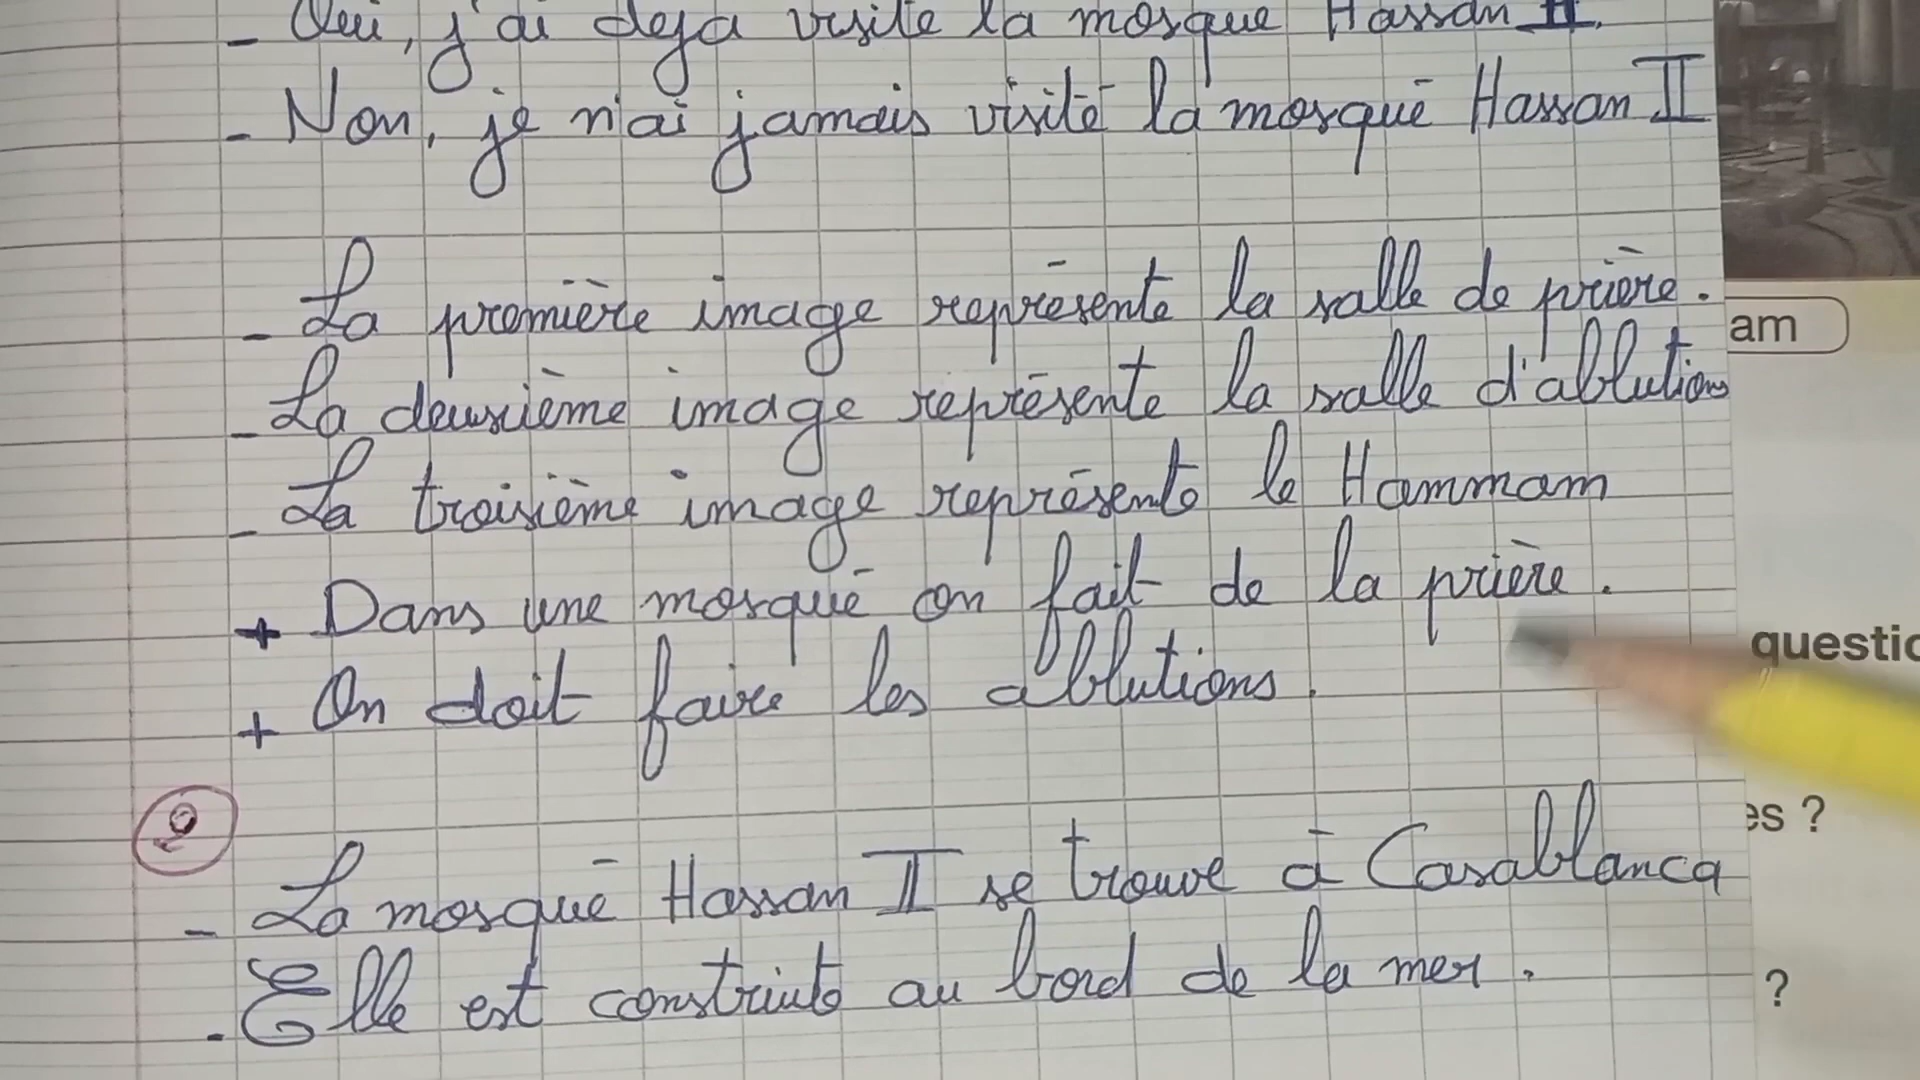 - Oui, j'ai déjà visité la mosque Hassan II.
- Non, je n'ai jamais visité la mosqué Hassan II
- La première image représente la salle de prière.
am
- La deuxième image représente la salle d'ablutions
- La troisième image représente le Hammam
+ Dans une mosqué on fait de la prière.
questio
+ On doit faire les ablutions.
es ?
2
- La mosqué Hassan II se trouve à Casablanca
- Elle est construite au bord de la mer.
?